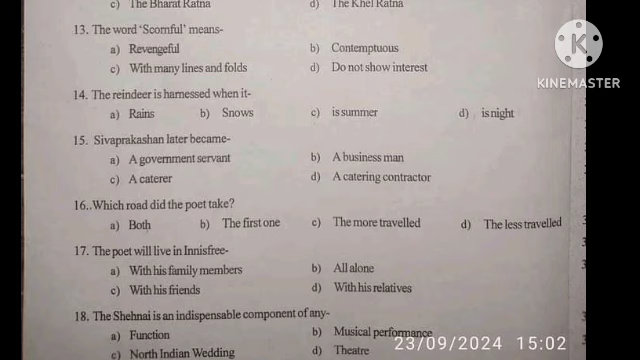 c) The Bharat Ratna d) The Khel Ratna
13. The word ‘Scornful’ means-
a) Revengeful b) Contemptuous
c) With many lines and folds d) Do not show interest
KINEMASTER
14. The reindeer is harnessed when it-
a) Rains b) Snows c) is summer d) is night
15. Sivaprakashan later became-
a) A government servant b) A business man
c) A caterer d) A catering contractor
16..Which road did the poet take?
a) Both b) The first one c) The more travelled d) The less travelled
17. The poet will live in Innisfree-
a) With his family members b) All alone
c) With his friends d) With his relatives
18. The Shehnai is an indispensable component of any-
a) Function b) Musical performance
23/09/2024 15:02
c) North Indian Wedding d) Theatre